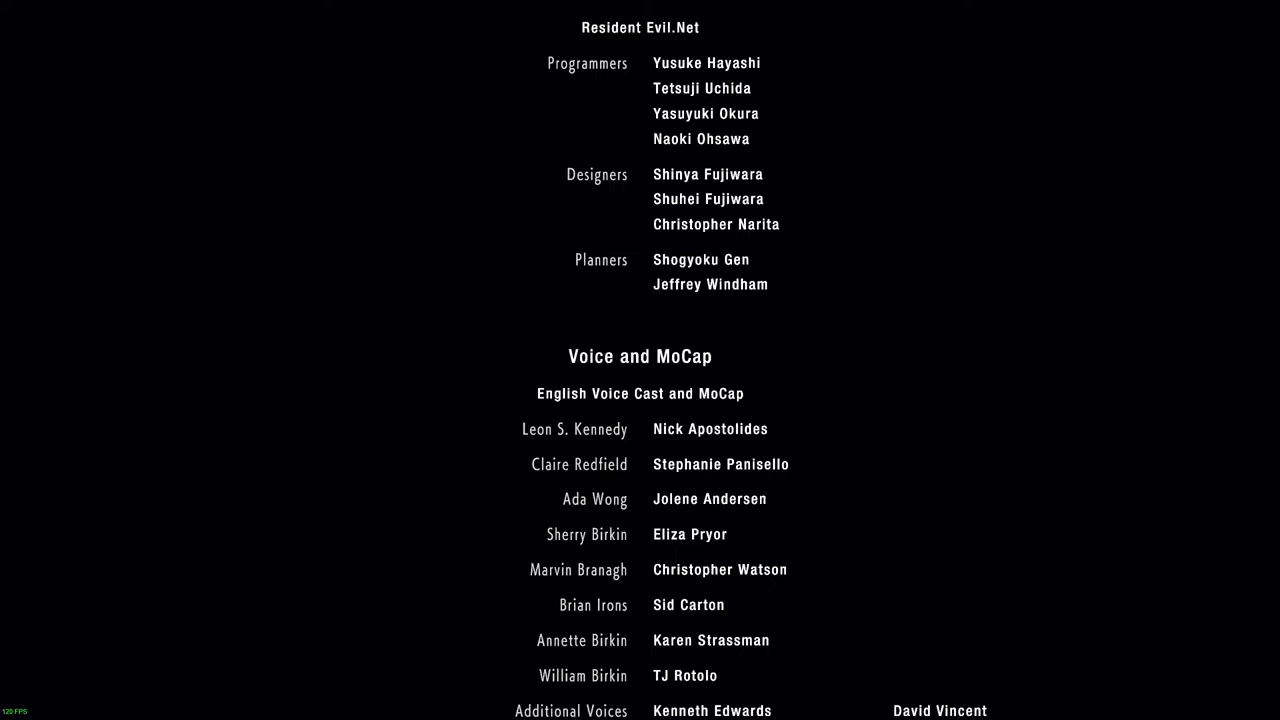 Resident Evil.Net
Programmers Yusuke Hayashi
Tetsuji Uchida
Yasuyuki Okura
Naoki Ohsawa
Designers Shinya Fujiwara
Shuhei Fujiwara
Christopher Narita
Planners Shogyoku Gen
Jeffrey Windham
Voice and MoCap
English Voice Cast and MoCap
Leon S. Kennedy Nick Apostolides
Claire Redfield Stephanie Panisello
Ada Wong Jolene Andersen
Sherry Birkin Eliza Pryor
Marvin Branagh Christopher Watson
Brian Irons Sid Carton
Annette Birkin Karen Strassman
William Birkin TJ Rotolo
Additional Voices Kenneth Edwards David Vincent
120 FPS